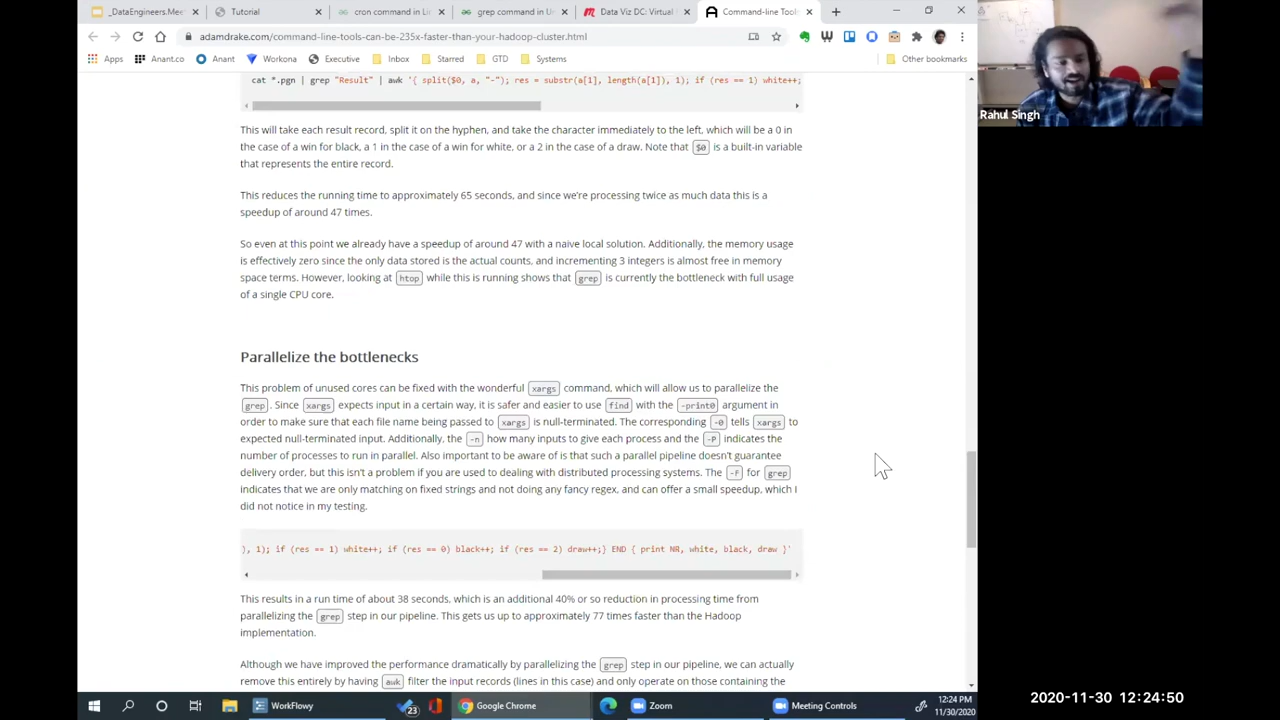 _DataEngineers.Mee
Tutorial
cron command in Li
grep command in U
Data Viz DC: Virtual
Command-line Tools
adamdrake.com/command-line-tools-can-be-235x-faster-than-your-hadoop-cluster.html
Apps
Anant.co
Anant
Workona
Executive
Inbox
Starred
GTD
Systems
Other bookmarks
Rahul Singh
cat *.pgn | grep "Result" | awk '{ split($0, a, "-"); res = substr(a[1], length(a[1]), 1); if (res == 1) white++;
This will take each result record, split it on the hyphen, and take the character immediately to the left, which will be a 0 in
the case of a win for black, a 1 in the case of a win for white, or a 2 in the case of a draw. Note that $0 is a built-in variable
that represents the entire record.
This reduces the running time to approximately 65 seconds, and since we're processing twice as much data this is a
speedup of around 47 times.
So even at this point we already have a speedup of around 47 with a naive local solution. Additionally, the memory usage
is effectively zero since the only data stored is the actual counts, and incrementing 3 integers is almost free in memory
space terms. However, looking at htop while this is running shows that grep is currently the bottleneck with full usage
of a single CPU core.
Parallelize the bottlenecks
This problem of unused cores can be fixed with the wonderful xargs command, which will allow us to parallelize the
grep. Since xargs expects input in a certain way, it is safer and easier to use find with the -print0 argument in
order to make sure that each file name being passed to xargs is null-terminated. The corresponding -0 tells xargs to
expected null-terminated input. Additionally, the -n how many inputs to give each process and the -P indicates the
number of processes to run in parallel. Also important to be aware of is that such a parallel pipeline doesn't guarantee
delivery order, but this isn't a problem if you are used to dealing with distributed processing systems. The -F for grep
indicates that we are only matching on fixed strings and not doing any fancy regex, and can offer a small speedup, which I
did not notice in my testing.
), 1); if (res == 1) white++; if (res == 0) black++; if (res == 2) draw++;} END { print NR, white, black, draw }'
This results in a run time of about 38 seconds, which is an additional 40% or so reduction in processing time from
parallelizing the grep step in our pipeline. This gets us up to approximately 77 times faster than the Hadoop
implementation.
Although we have improved the performance dramatically by parallelizing the grep step in our pipeline, we can actually
remove this entirely by having awk filter the input records (lines in this case) and only operate on those containing the
WorkFlowy
23
Google Chrome
Zoom
Meeting Controls
12:24 PM
11/30/2020
2020-11-30 12:24:50